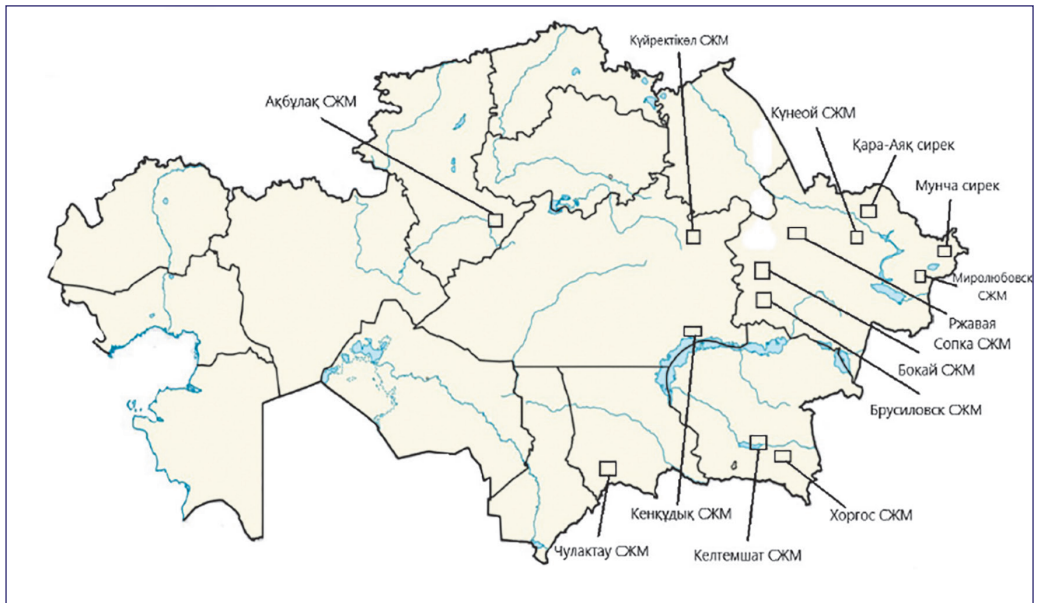 Күйректікөл СЖМ
Ақбұлақ СЖМ
Күнеой СЖМ
Қара-Аяқ сирек
Мунча сирек
Миролюбовск
СЖМ
Ржавая
Сопка СЖМ
Бокай СЖМ
Брусиловск СЖМ
Хоргос СЖМ
Кенқұдық СЖМ
Чулактау СЖМ
Келтемшат СЖМ